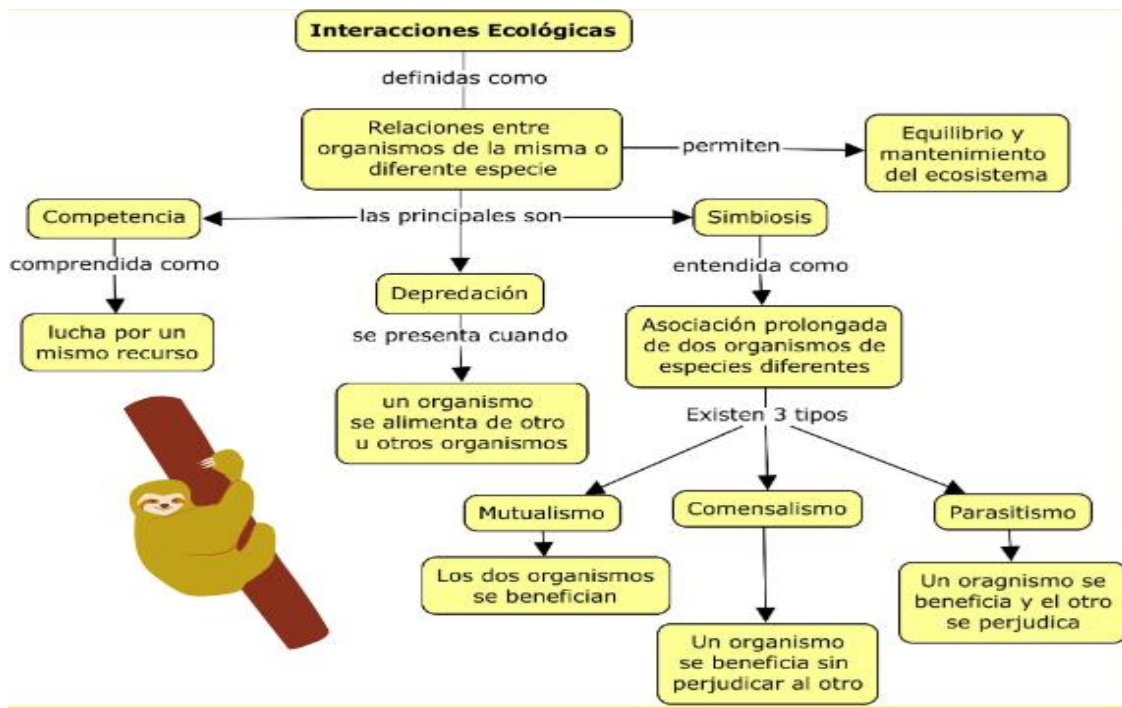 Interacciones Ecológicas
definidas como
Relaciones entre
organismos de la misma o
diferente especie
permiten
Equilibrio y
mantenimiento
del ecosistema
Competencia
las principales son
Simbiosis
comprendida como
entendida como
Depredación
lucha por un
mismo recurso
se presenta cuando
Asociación prolongada
de dos organismos de
especies diferentes
un organismo
se alimenta de otro
u otros organismos
Existen 3 tipos
Mutualismo
Comensalismo
Parasitismo
Los dos organismos
se benefician
Un organismo
se beneficia sin
perjudicar al otro
Un oragnismo se
beneficia y el otro
se perjudica